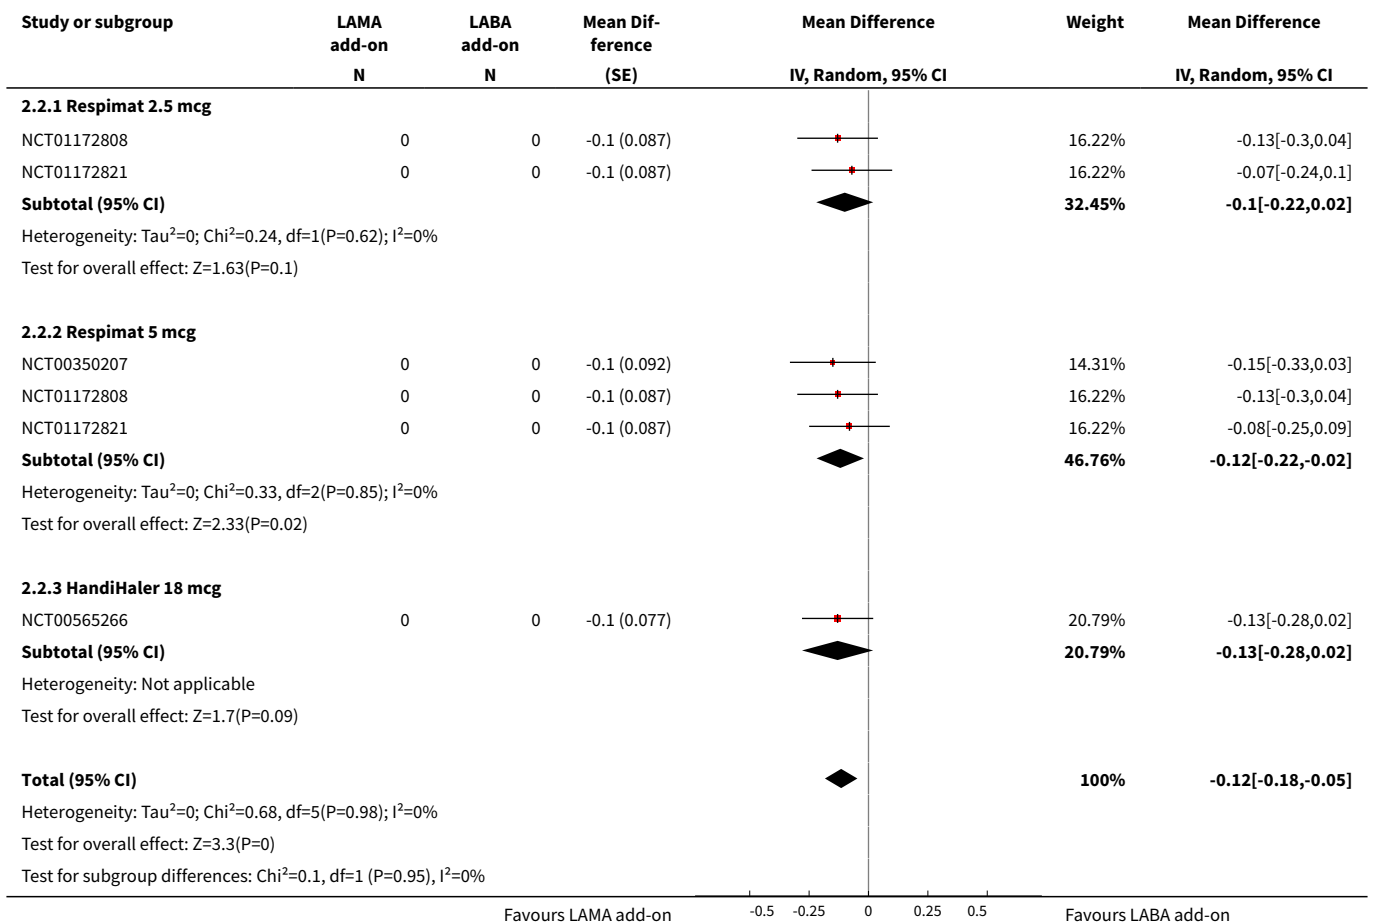 Study or subgroup LAMA add-on LABA add-on Mean Dif-ference Mean Difference Weight Mean Difference
N N (SE) IV, Random, 95% CI IV, Random, 95% CI
2.2.1 Respimat 2.5 mcg
NCT01172808 0 0 -0.1 (0.087) 16.22% -0.13[-0.3,0.04]
NCT01172821 0 0 -0.1 (0.087) 16.22% -0.07[-0.24,0.1]
Subtotal (95% CI) 32.45% -0.1[-0.22,0.02]
Heterogeneity: Tau²=0; Chi²=0.24, df=1(P=0.62); I²=0%
Test for overall effect: Z=1.63(P=0.1)
2.2.2 Respimat 5 mcg
NCT00350207 0 0 -0.1 (0.092) 14.31% -0.15[-0.33,0.03]
NCT01172808 0 0 -0.1 (0.087) 16.22% -0.13[-0.3,0.04]
NCT01172821 0 0 -0.1 (0.087) 16.22% -0.08[-0.25,0.09]
Subtotal (95% CI) 46.76% -0.12[-0.22,-0.02]
Heterogeneity: Tau²=0; Chi²=0.33, df=2(P=0.85); I²=0%
Test for overall effect: Z=2.33(P=0.02)
2.2.3 HandiHaler 18 mcg
NCT00565266 0 0 -0.1 (0.077) 20.79% -0.13[-0.28,0.02]
Subtotal (95% CI) 20.79% -0.13[-0.28,0.02]
Heterogeneity: Not applicable
Test for overall effect: Z=1.7(P=0.09)
Total (95% CI) 100% -0.12[-0.18,-0.05]
Heterogeneity: Tau²=0; Chi²=0.68, df=5(P=0.98); I²=0%
Test for overall effect: Z=3.3(P=0)
Test for subgroup differences: Chi²=0.1, df=1 (P=0.95), I²=0%
Favours LAMA add-on -0.5 -0.25 0 0.25 0.5 Favours LABA add-on